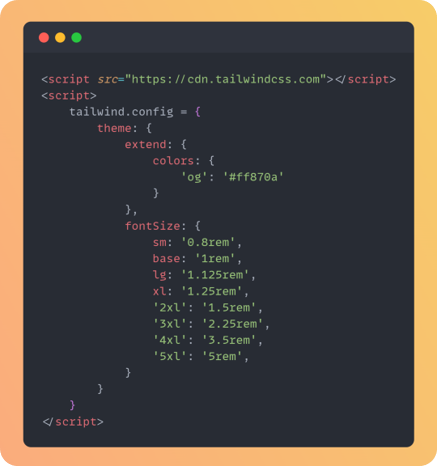 <script src="https://cdn.tailwindcss.com"></script>
<script>
tailwind.config = {
theme: {
extend: {
colors: {
'og': '#ff870a'
}
},
fontSize: {
sm: '0.8rem',
base: '1rem',
lg: '1.125rem',
xl: '1.25rem',
'2xl': '1.5rem',
'3xl': '2.25rem',
'4xl': '3.5rem',
'5xl': '5rem',
}
}
}
</script>